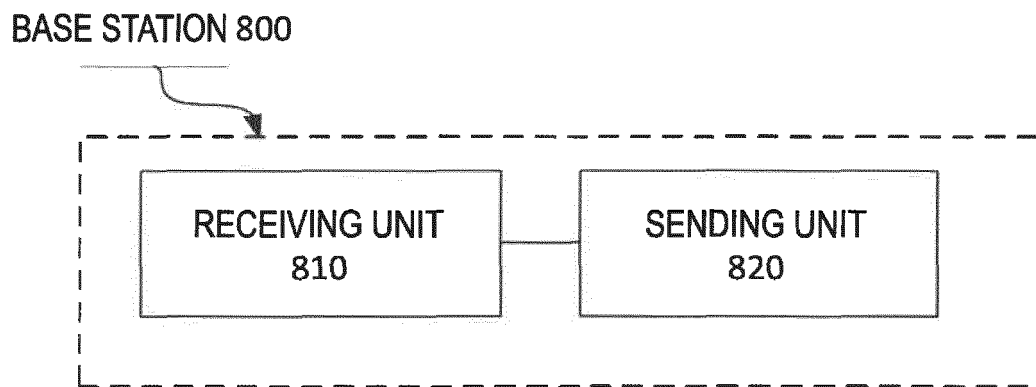 BASE STATION 800
RECEIVING UNIT
810
SENDING UNIT
820